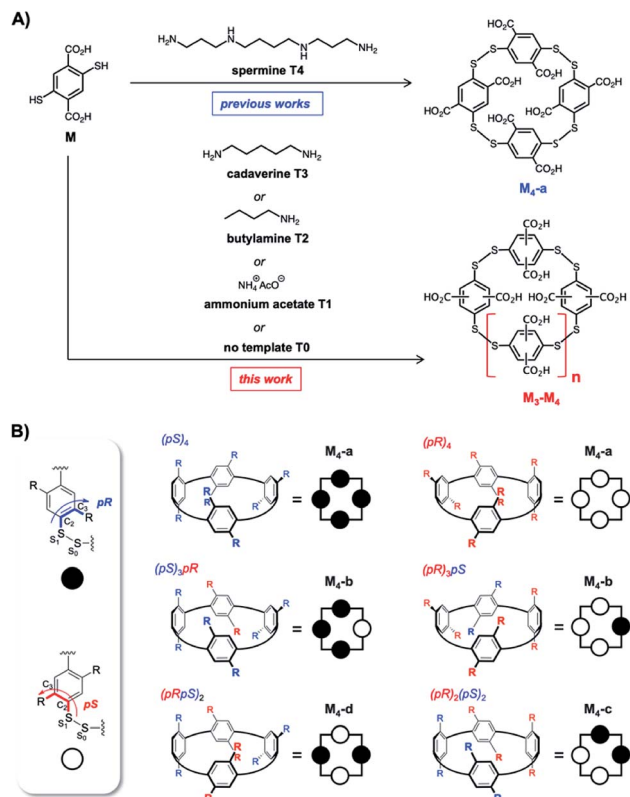 A)
CO₂H
SH
HS
CO₂H
M
H₂N
N
H
H
N
NH₂
spermine T4
previous works
H₂N
NH₂
cadaverine T3
or
NH₂
butylamine T2
or
NH₄⊕ AcO⊖
ammonium acetate T1
or
no template T0
this work
HO₂C
S
S
S
S
CO₂H
CO₂H
HO₂C
HO₂C
CO₂H
S
S
S
S
HO₂C
CO₂H
M₄-a
CO₂H
S
S
S
S
CO₂H
HO₂C
CO₂H
HO₂C
CO₂H
S
S
S
S
CO₂H
n
M₃-M₄
B)
R
pR
C₃
C₂
R
S₁
S
S
S₀
R
C₃
R
C₂
pS
S₁
S
S
S₀
(pS)₄
R
R
R
R
R
R
R
R
=
M₄-a
(pR)₄
R
R
R
R
R
R
R
R
=
M₄-a
(pS)₃pR
R
R
R
R
R
R
R
R
=
M₄-b
(pR)₃pS
R
R
R
R
R
R
R
R
=
M₄-b
(pRpS)₂
R
R
R
R
R
R
R
R
=
M₄-d
(pR)₂(pS)₂
R
R
R
R
R
R
R
R
=
M₄-c